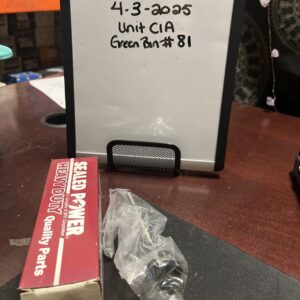 4-3-2025
Unit C1A
Green Bin # 81
SEALED POWER
HEAVY DUTY
Quality Parts